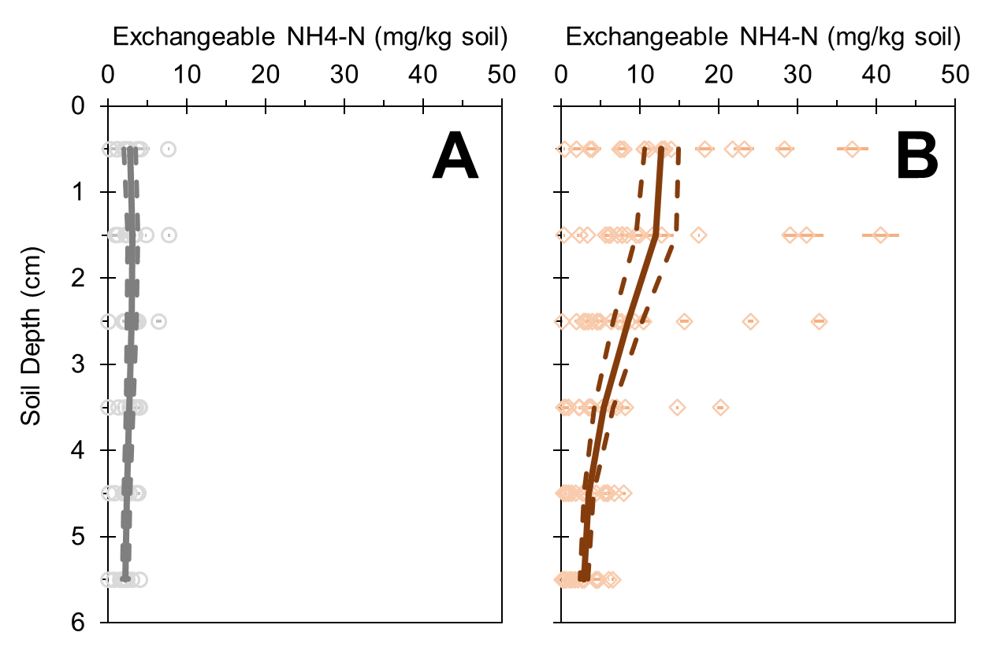 Exchangeable NH4-N (mg/kg soil) Exchangeable NH4-N (mg/kg soil)
0 10 20 30 40 50 0 10 20 30 40 50
0
A B
1
2
3
Soil Depth (cm)
4
5
6